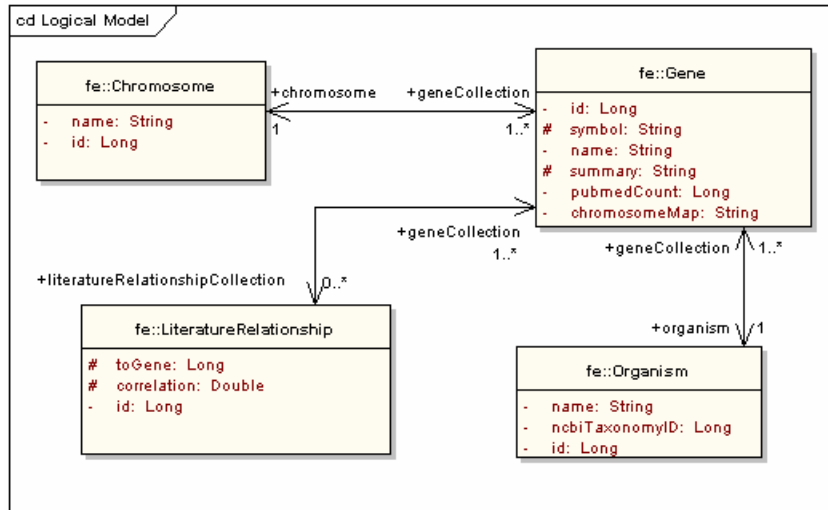 cd Logical Model
fe::Chromosome
- name: String
- id: Long
+chromosome
1
+geneCollection
1..*
fe::Gene
- id: Long
# symbol: String
- name: String
# summary: String
- pubmedCount: Long
- chromosomeMap: String
+geneCollection
1..*
+geneCollection
1..*
+literatureRelationshipCollection
0..*
fe::LiteratureRelationship
# toGene: Long
# correlation: Double
- id: Long
+organism
1
fe::Organism
- name: String
- ncbiTaxonomyID: Long
- id: Long